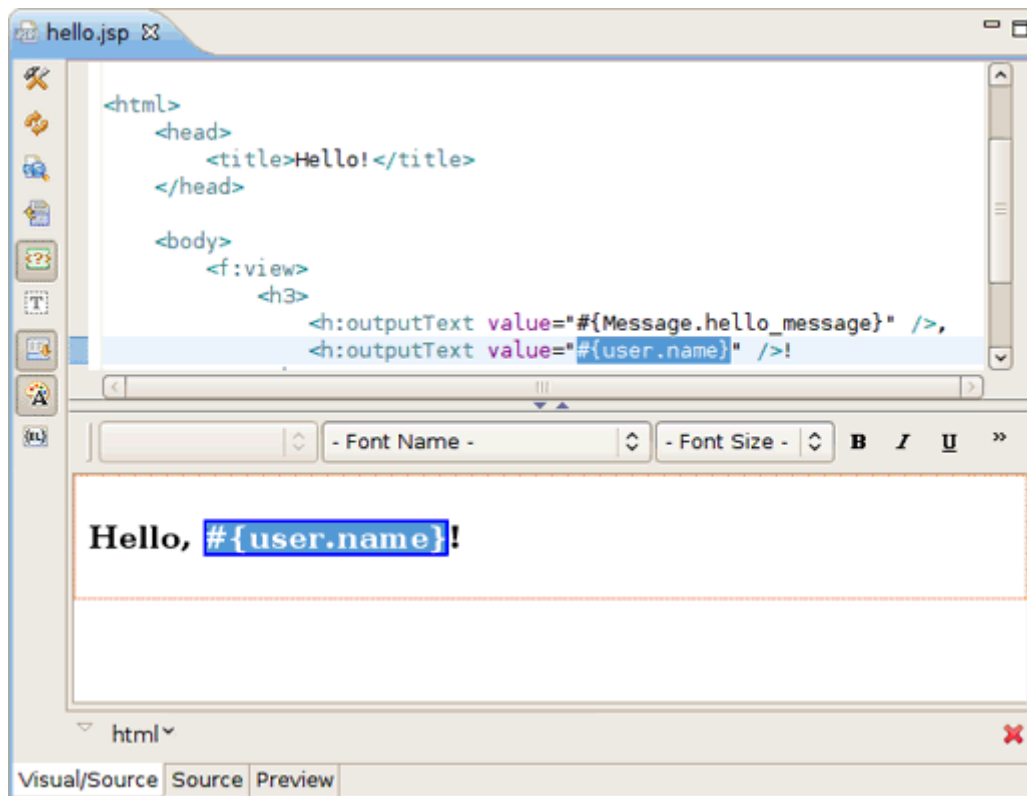 hello.jsp
<html>
<head>
<title>Hello!</title>
</head>
<body>
<f:view>
<h3>
<h:outputText value="#{Message.hello_message}" />,
<h:outputText value="#{user.name}" />!
- Font Name - - Font Size - B I U »
Hello, #{user.name}!
html
Visual/Source Source Preview